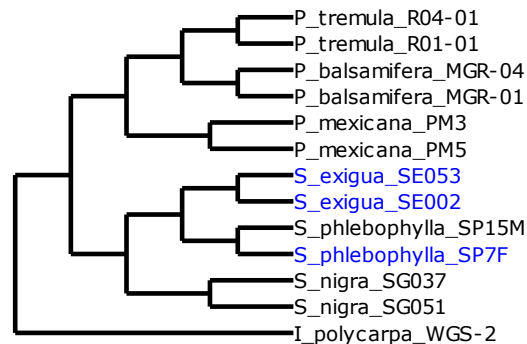 P_tremula_R04-01
P_tremula_R01-01
P_balsamifera_MGR-04
P_balsamifera_MGR-01
P_mexicana_PM3
P_mexicana_PM5
S_exigua_SE053
S_exigua_SE002
S_phlebophylla_SP15M
S_phlebophylla_SP7F
S_nigra_SG037
S_nigra_SG051
I_polycarpa_WGS-2